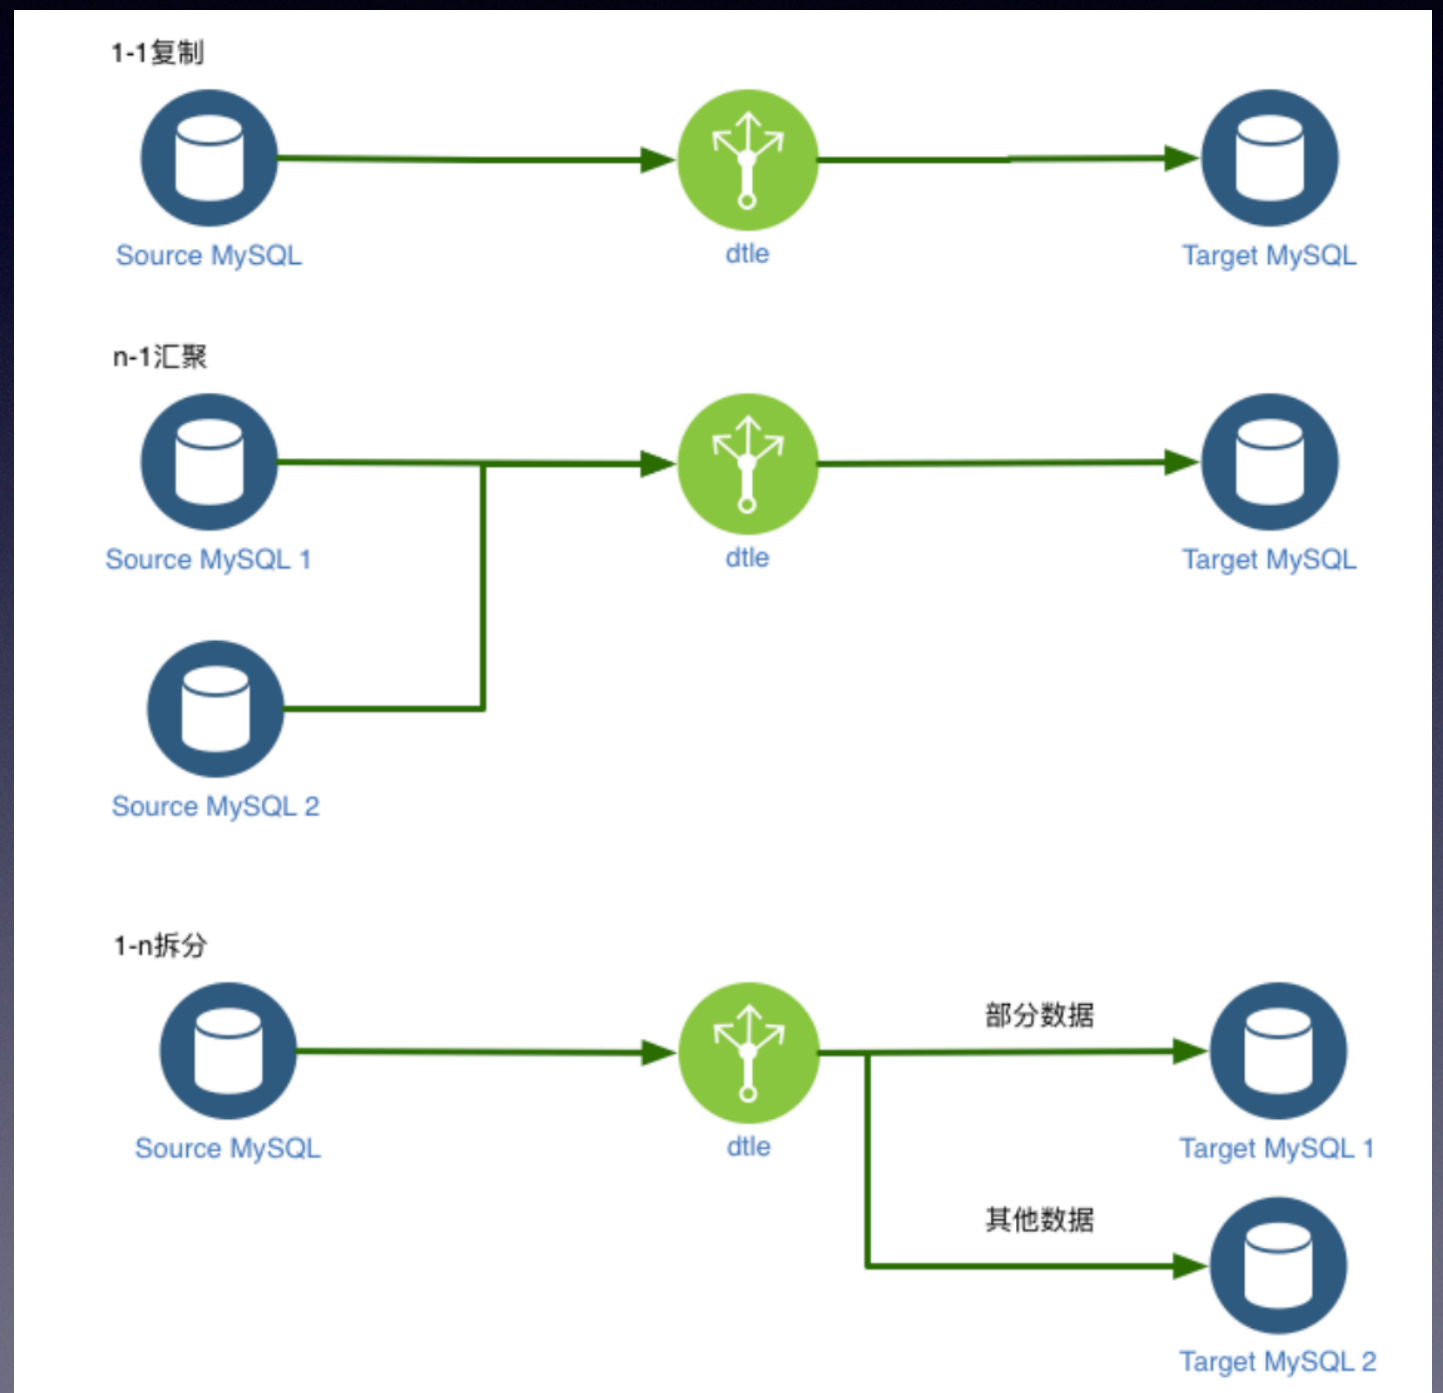 1-1复制
Source MySQL
dtle
Target MySQL
n-1汇聚
Source MySQL 1
dtle
Target MySQL
Source MySQL 2
1-n拆分
部分数据
Source MySQL
dtle
Target MySQL 1
其他数据
Target MySQL 2